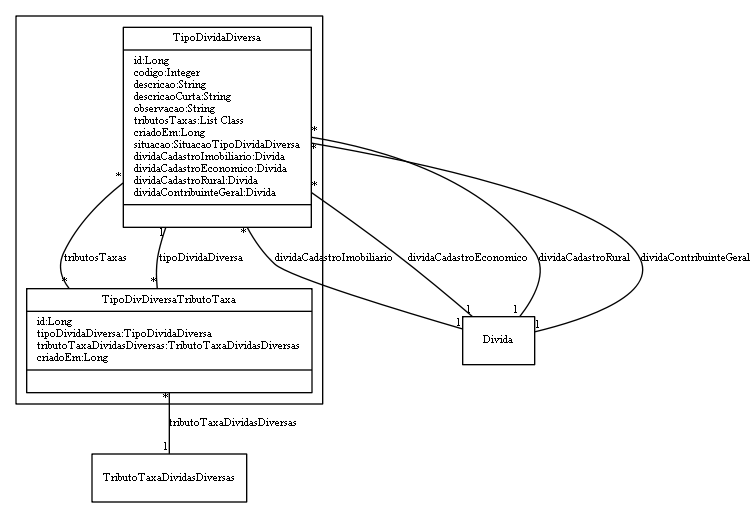 TipoDividaDiversa
id:Long
codigo:Integer
descricao:String
descricaoCurta:String
observacao:String
tributosTaxas:List Class
criadoEm:Long
situacao:SituacaoTipoDividaDiversa
dividaCadastroImobiliario:Divida
dividaCadastroEconomico:Divida
dividaCadastroRural:Divida
dividaContribuinteGeral:Divida
*
*
*
*
1
*
tributosTaxas
tipoDividaDiversa
dividaCadastroImobiliario
dividaCadastroEconomico
dividaCadastroRural
dividaContribuinteGeral
*
*
1
1
1
1
TipoDivDiversaTributoTaxa
id:Long
tipoDividaDiversa:TipoDividaDiversa
tributoTaxaDividasDiversas:TributoTaxaDividasDiversas
criadoEm:Long
Divida
*
tributoTaxaDividasDiversas
1
TributoTaxaDividasDiversas